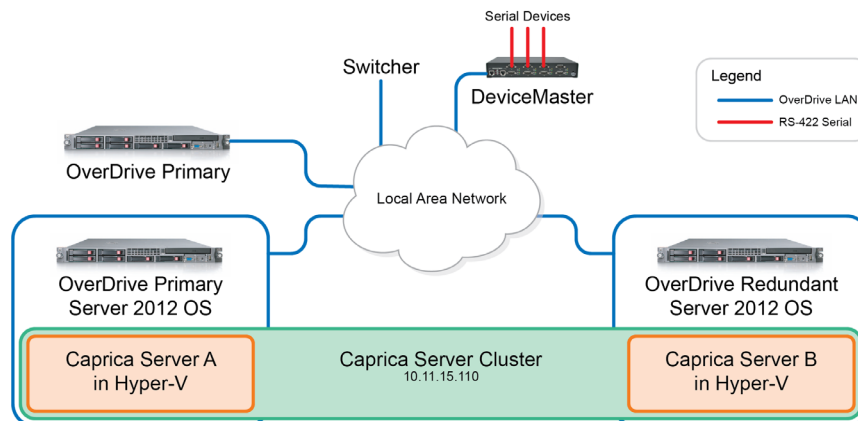 Serial Devices
Switcher
DeviceMaster
Legend
OverDrive LAN
RS-422 Serial
OverDrive Primary
Local Area Network
OverDrive Primary
Server 2012 OS
OverDrive Redundant
Server 2012 OS
Caprica Server A
in Hyper-V
Caprica Server Cluster
10.11.15.110
Caprica Server B
in Hyper-V